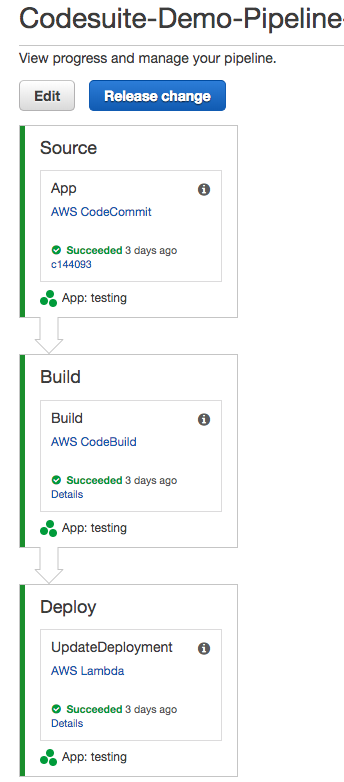 Codesuite-Demo-Pipeline-
View progress and manage your pipeline.
Edit
Release change
Source
App
AWS CodeCommit
Succeeded 3 days ago
c144093
App: testing
Build
Build
AWS CodeBuild
Succeeded 3 days ago
Details
App: testing
Deploy
UpdateDeployment
AWS Lambda
Succeeded 3 days ago
Details
App: testing